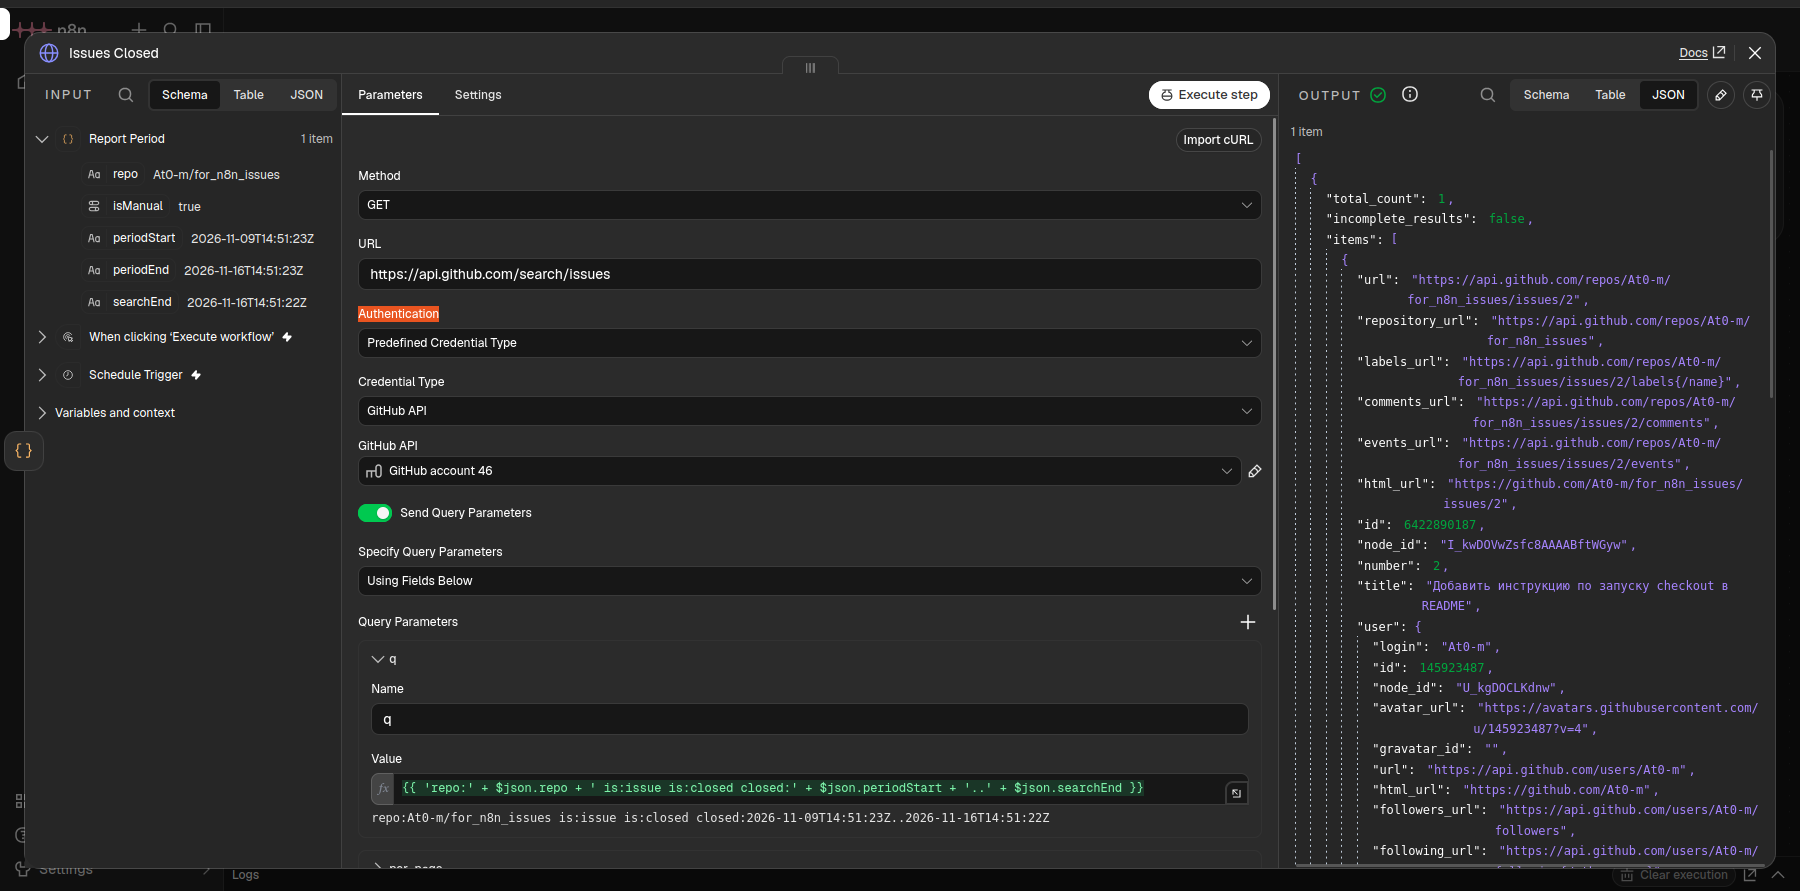 n8n
Issues Closed
Docs
INPUT
Schema
Table
JSON
Report Period
1 item
repo
At0-m/for_n8n_issues
isManual
true
periodStart
2026-11-09T14:51:23Z
periodEnd
2026-11-16T14:51:23Z
searchEnd
2026-11-16T14:51:22Z
When clicking ‘Execute workflow’
Schedule Trigger
Variables and context
{}
Parameters
Settings
Execute step
Import cURL
Method
GET
URL
https://api.github.com/search/issues
Authentication
Predefined Credential Type
Credential Type
GitHub API
GitHub API
GitHub account 46
Send Query Parameters
Specify Query Parameters
Using Fields Below
Query Parameters
q
Name
q
Value
fx {{ 'repo:' + $json.repo + ' is:issue is:closed closed:' + $json.periodStart + '..' + $json.searchEnd }}
repo:At0-m/for_n8n_issues is:issue is:closed closed:2026-11-09T14:51:23Z..2026-11-16T14:51:22Z
per_page
OUTPUT
Schema
Table
JSON
1 item
[
{
"total_count": 1,
"incomplete_results": false,
"items": [
{
"url": "https://api.github.com/repos/At0-m/
for_n8n_issues/issues/2",
"repository_url": "https://api.github.com/repos/At0-m/
for_n8n_issues",
"labels_url": "https://api.github.com/repos/At0-m/
for_n8n_issues/issues/2/labels{/name}",
"comments_url": "https://api.github.com/repos/At0-m/
for_n8n_issues/issues/2/comments",
"events_url": "https://api.github.com/repos/At0-m/
for_n8n_issues/issues/2/events",
"html_url": "https://github.com/At0-m/for_n8n_issues/
issues/2",
"id": 6422890187,
"node_id": "I_kwDOVwZsfc8AAAABftWGyw",
"number": 2,
"title": "Добавить инструкцию по запуску checkout в
README",
"user": {
"login": "At0-m",
"id": 145923487,
"node_id": "U_kgDOCLKdnw",
"avatar_url": "https://avatars.githubusercontent.com/
u/145923487?v=4",
"gravatar_id": "",
"url": "https://api.github.com/users/At0-m",
"html_url": "https://github.com/At0-m",
"followers_url": "https://api.github.com/users/At0-m/
followers",
"following_url": "https://api.github.com/users/At0-m/
Settings
Logs
Clear execution